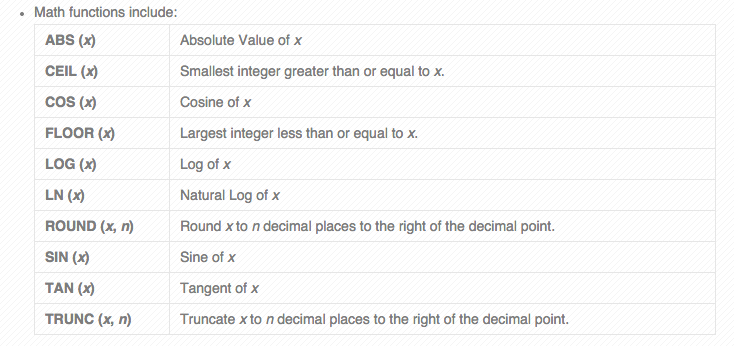 Math functions include:
ABS (x) Absolute Value of x
CEIL (x) Smallest integer greater than or equal to x.
COS (x) Cosine of x
FLOOR (x) Largest integer less than or equal to x.
LOG (x) Log of x
LN (x) Natural Log of x
ROUND (x, n) Round x to n decimal places to the right of the decimal point.
SIN (x) Sine of x
TAN (x) Tangent of x
TRUNC (x, n) Truncate x to n decimal places to the right of the decimal point.